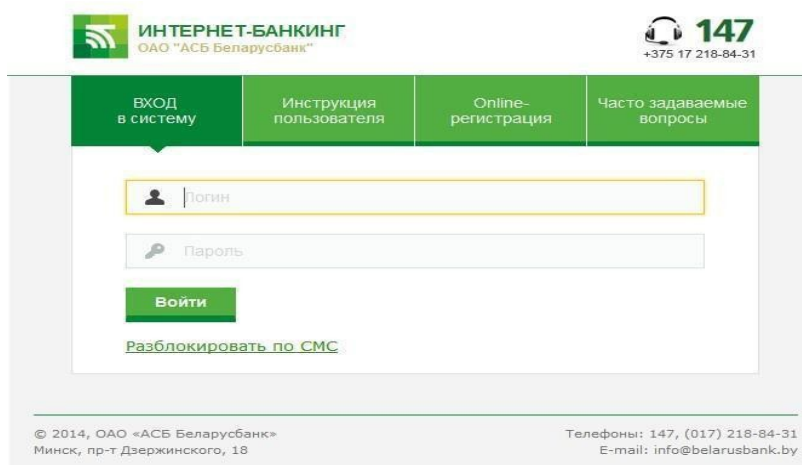 ИНТЕРНЕТ-БАНКИНГ
ОАО "АСБ Беларусбанк"
147
+375 17 218-84-31
ВХОД
в систему
Инструкция
пользователя
Online-
регистрация
Часто задаваемые
вопросы
Логин
Пароль
Войти
Разблокировать по СМС
© 2014, ОАО «АСБ Беларусбанк»
Минск, пр-т Дзержинского, 18
Телефоны: 147, (017) 218-84-31
E-mail: info@belarusbank.by